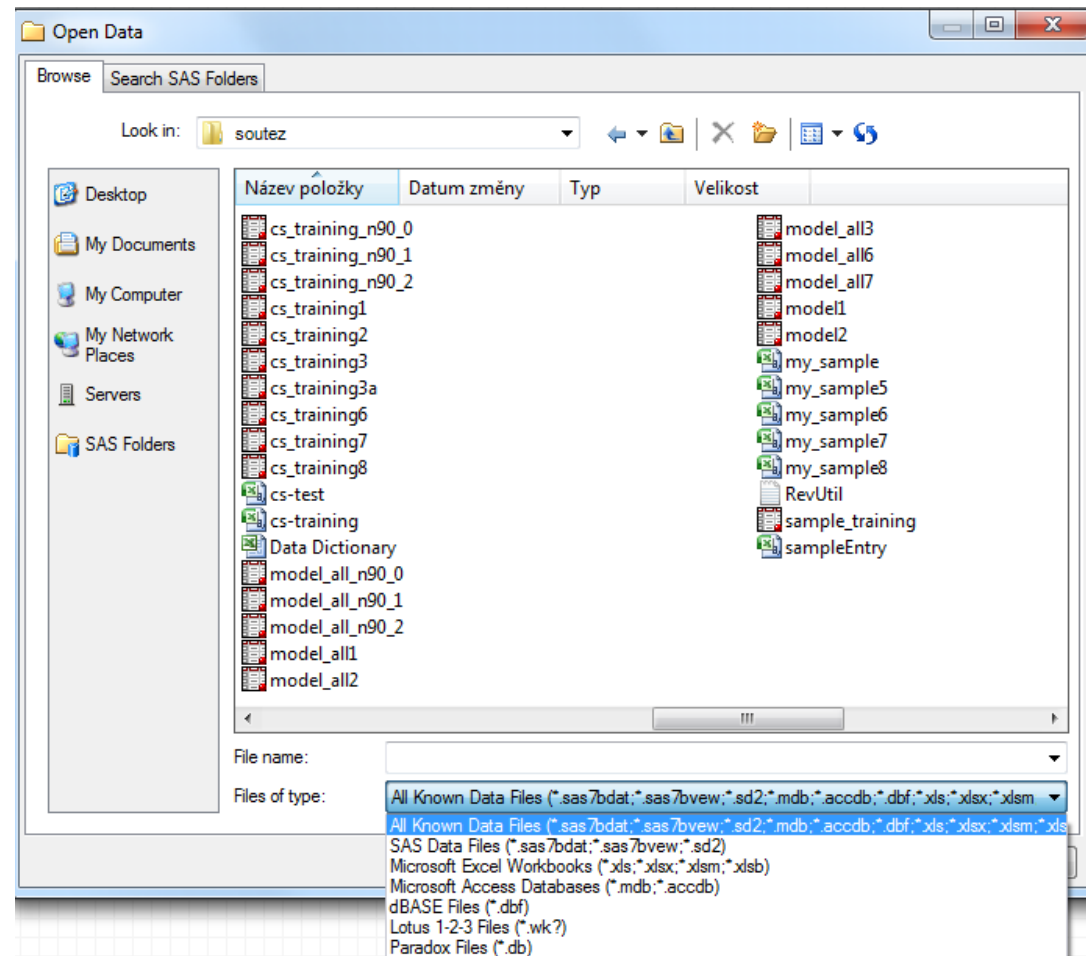 Open Data
Browse
Search SAS Folders
Look in:
soutez
Desktop
My Documents
My Computer
My Network
Places
Servers
SAS Folders
Název položky
Datum změny
Typ
Velikost
cs_training_n90_0
cs_training_n90_1
cs_training_n90_2
cs_training1
cs_training2
cs_training3
cs_training3a
cs_training6
cs_training7
cs_training8
cs-test
cs-training
Data Dictionary
model_all_n90_0
model_all_n90_1
model_all_n90_2
model_all1
model_all2
model_all3
model_all6
model_all7
model1
model2
my_sample
my_sample5
my_sample6
my_sample7
my_sample8
RevUtil
sample_training
sampleEntry
File name:
Files of type:
All Known Data Files (*.sas7bdat;*.sas7bvew;*.sd2;*.mdb;*.accdb;*.dbf;*.xls;*.xlsx;*.xlsm
All Known Data Files (*.sas7bdat;*.sas7bvew;*.sd2;*.mdb;*.accdb;*.dbf;*.xls;*.xlsx;*.xlsm;*.xls
SAS Data Files (*.sas7bdat;*.sas7bvew;*.sd2)
Microsoft Excel Workbooks (*.xls;*.xlsx;*.xlsm;*.xlsb)
Microsoft Access Databases (*.mdb;*.accdb)
dBASE Files (*.dbf)
Lotus 1-2-3 Files (*.wk?)
Paradox Files (*.db)